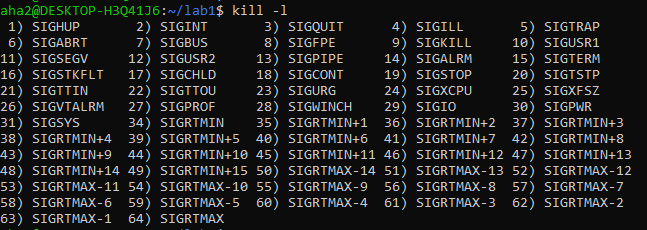 aha2@DESKTOP-H3Q41J6:~/lab1$ kill -l
 1) SIGHUP       2) SIGINT       3) SIGQUIT      4) SIGILL       5) SIGTRAP
 6) SIGABRT      7) SIGBUS       8) SIGFPE       9) SIGKILL     10) SIGUSR1
11) SIGSEGV     12) SIGUSR2     13) SIGPIPE     14) SIGALRM     15) SIGTERM
16) SIGSTKFLT   17) SIGCHLD     18) SIGCONT     19) SIGSTOP     20) SIGTSTP
21) SIGTTIN     22) SIGTTOU     23) SIGURG      24) SIGXCPU     25) SIGXFSZ
26) SIGVTALRM   27) SIGPROF     28) SIGWINCH    29) SIGIO       30) SIGPWR
31) SIGSYS      34) SIGRTMIN    35) SIGRTMIN+1  36) SIGRTMIN+2  37) SIGRTMIN+3
38) SIGRTMIN+4  39) SIGRTMIN+5  40) SIGRTMIN+6  41) SIGRTMIN+7  42) SIGRTMIN+8
43) SIGRTMIN+9  44) SIGRTMIN+10 45) SIGRTMIN+11 46) SIGRTMIN+12 47) SIGRTMIN+13
48) SIGRTMIN+14 49) SIGRTMIN+15 50) SIGRTMAX-14 51) SIGRTMAX-13 52) SIGRTMAX-12
53) SIGRTMAX-11 54) SIGRTMAX-10 55) SIGRTMAX-9  56) SIGRTMAX-8  57) SIGRTMAX-7
58) SIGRTMAX-6  59) SIGRTMAX-5  60) SIGRTMAX-4  61) SIGRTMAX-3  62) SIGRTMAX-2
63) SIGRTMAX-1  64) SIGRTMAX